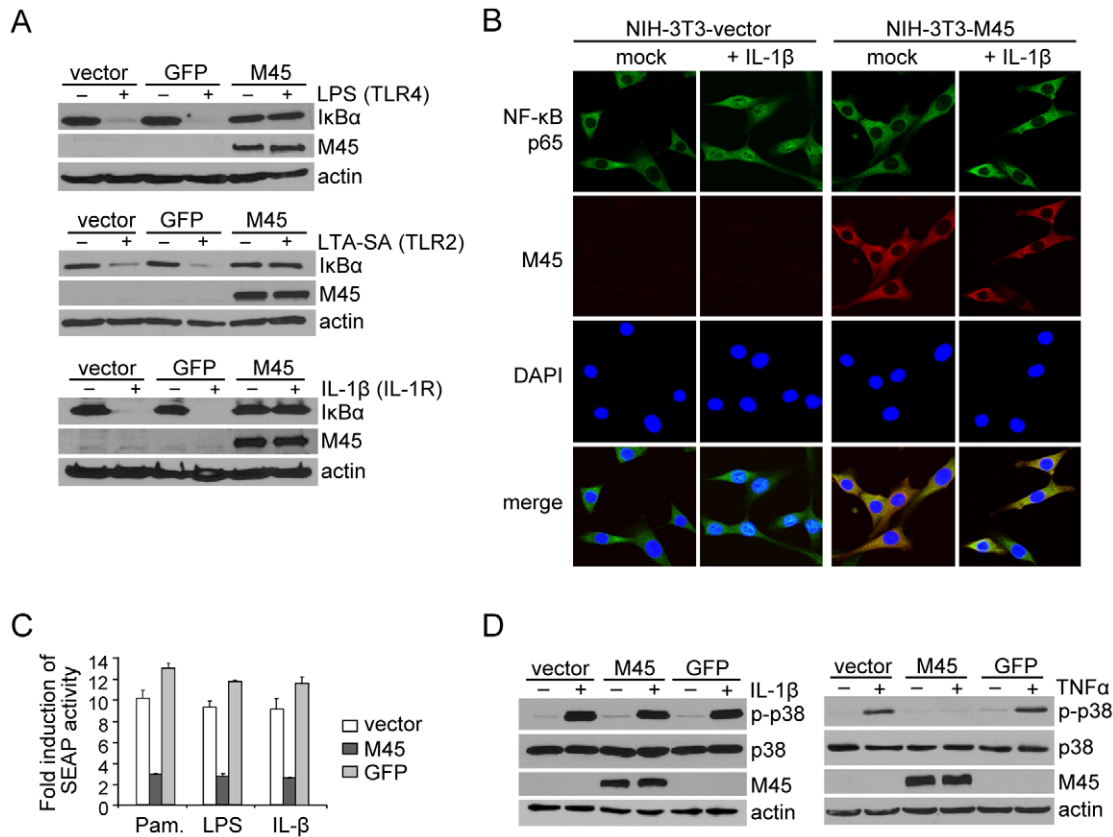 A
vector GFP M45
– + – + – + LPS (TLR4)
IκBα
M45
actin
vector GFP M45
– + – + – + LTA-SA (TLR2)
IκBα
M45
actin
vector GFP M45
– + – + – + IL-1β (IL-1R)
IκBα
M45
actin
B
NIH-3T3-vector NIH-3T3-M45
mock + IL-1β mock + IL-1β
NF-κB
p65
M45
DAPI
merge
C
Fold induction of
SEAP activity
14
12
10
8
6
4
2
0
Pam. LPS IL-β
vector
M45
GFP
D
vector M45 GFP
– + – + – + IL-1β
p-p38
p38
M45
actin
vector M45 GFP
– + – + – + TNFα
p-p38
p38
M45
actin